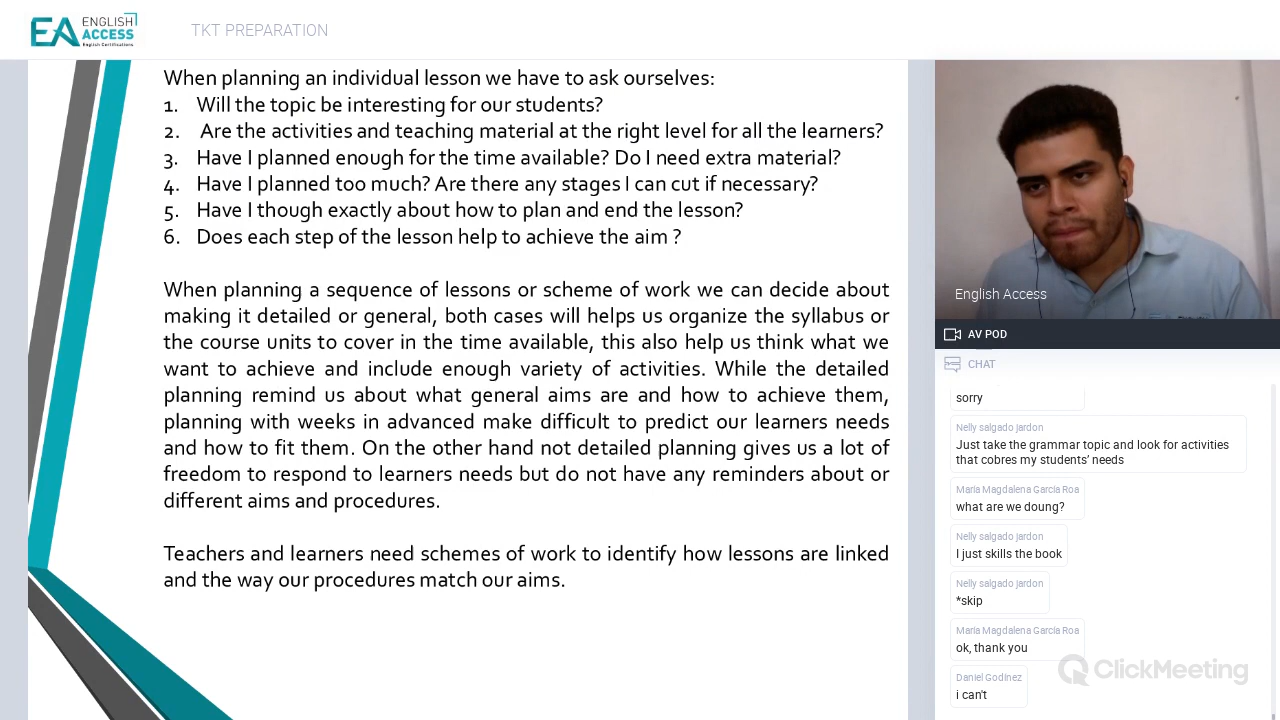 EA ENGLISH ACCESS
English Certifications
TKT PREPARATION
When planning an individual lesson we have to ask ourselves:
1. Will the topic be interesting for our students?
2. Are the activities and teaching material at the right level for all the learners?
3. Have I planned enough for the time available? Do I need extra material?
4. Have I planned too much? Are there any stages I can cut if necessary?
5. Have I though exactly about how to plan and end the lesson?
6. Does each step of the lesson help to achieve the aim ?
When planning a sequence of lessons or scheme of work we can decide about
making it detailed or general, both cases will helps us organize the syllabus or
the course units to cover in the time available, this also help us think what we
want to achieve and include enough variety of activities. While the detailed
planning remind us about what general aims are and how to achieve them,
planning with weeks in advanced make difficult to predict our learners needs
and how to fit them. On the other hand not detailed planning gives us a lot of
freedom to respond to learners needs but do not have any reminders about or
different aims and procedures.
Teachers and learners need schemes of work to identify how lessons are linked
and the way our procedures match our aims.
English Access
AV POD
CHAT
sorry
Nelly salgado jardon
Just take the grammar topic and look for activities
that cobres my students' needs
María Magdalena García Roa
what are we doung?
Nelly salgado jardon
I just skills the book
Nelly salgado jardon
*skip
María Magdalena García Roa
ok, thank you
Daniel Godínez
i can't
ClickMeeting